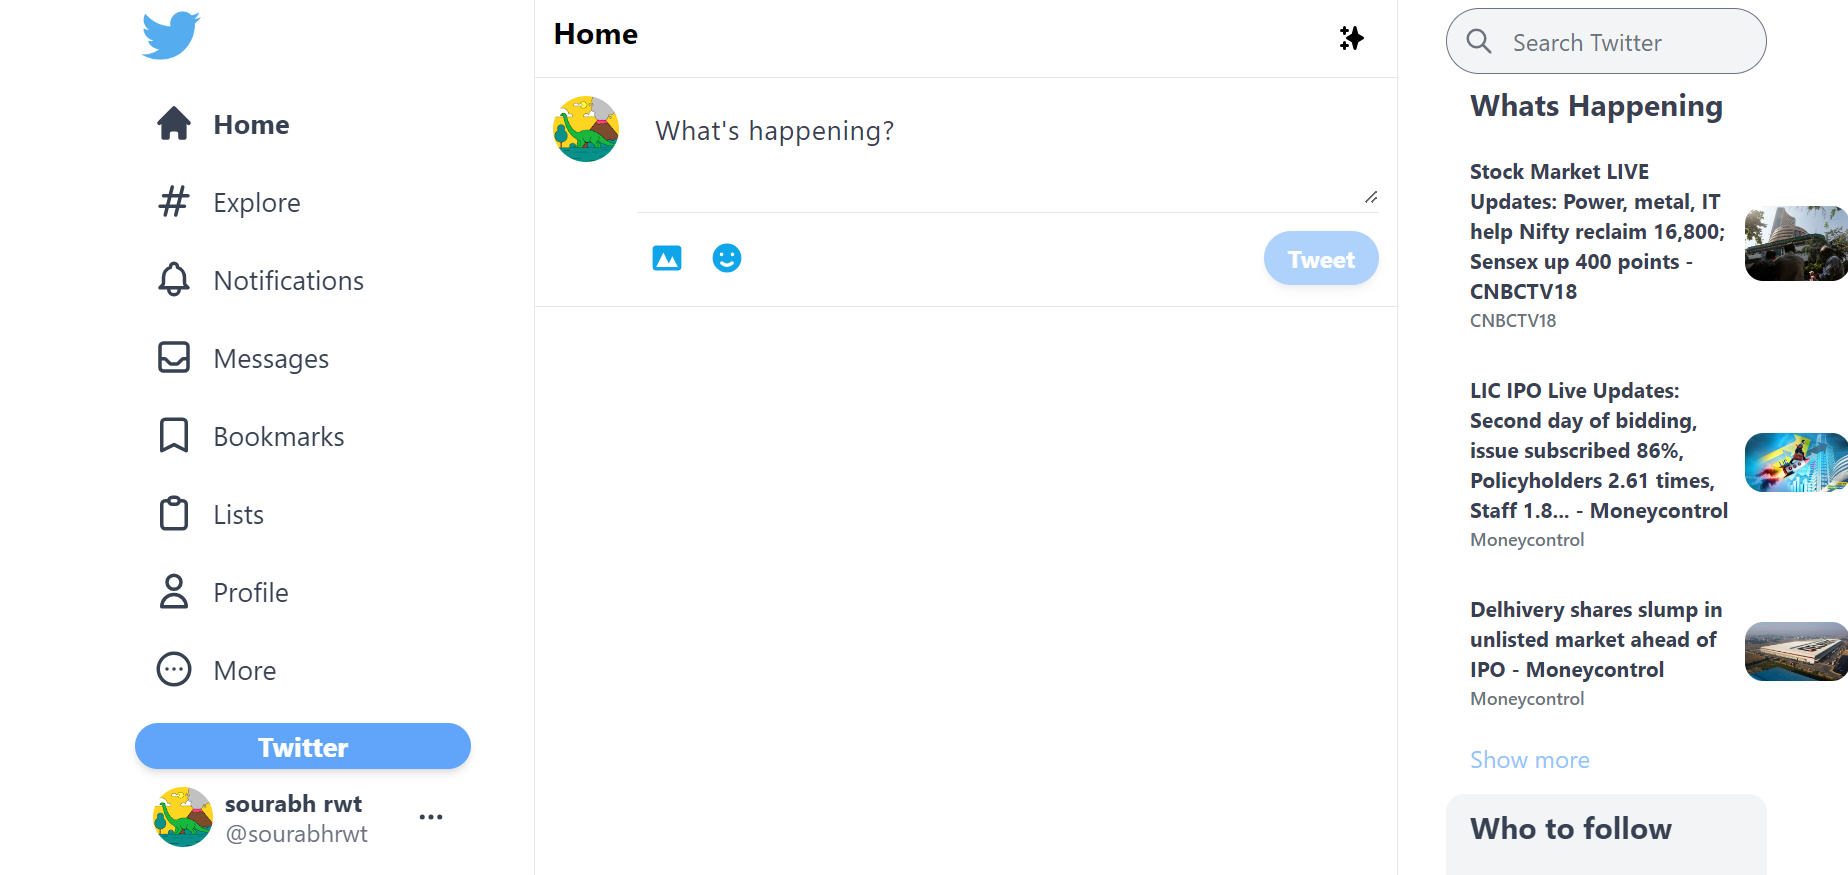 Home
Explore
Notifications
Messages
Bookmarks
Lists
Profile
More
Twitter
sourabh rwt
@sourabhrwt
Home
What's happening?
Tweet
Search Twitter
Whats Happening
Stock Market LIVE
Updates: Power, metal, IT
help Nifty reclaim 16,800;
Sensex up 400 points -
CNBCTV18
CNBCTV18
LIC IPO Live Updates:
Second day of bidding,
issue subscribed 86%,
Policyholders 2.61 times,
Staff 1.8... - Moneycontrol
Moneycontrol
Delhivery shares slump in
unlisted market ahead of
IPO - Moneycontrol
Moneycontrol
Show more
Who to follow